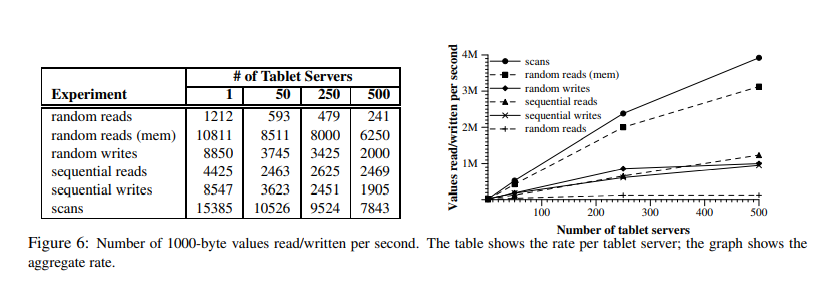 # of Tablet Servers
Experiment 1 50 250 500
random reads 1212 593 479 241
random reads (mem) 10811 8511 8000 6250
random writes 8850 3745 3425 2000
sequential reads 4425 2463 2625 2469
sequential writes 8547 3623 2451 1905
scans 15385 10526 9524 7843
Values read/written per second
4M
3M
2M
1M
scans
random reads (mem)
random writes
sequential reads
sequential writes
random reads
100 200 300 400 500
Number of tablet servers
Figure 6: Number of 1000-byte values read/written per second. The table shows the rate per tablet server; the graph shows the
aggregate rate.